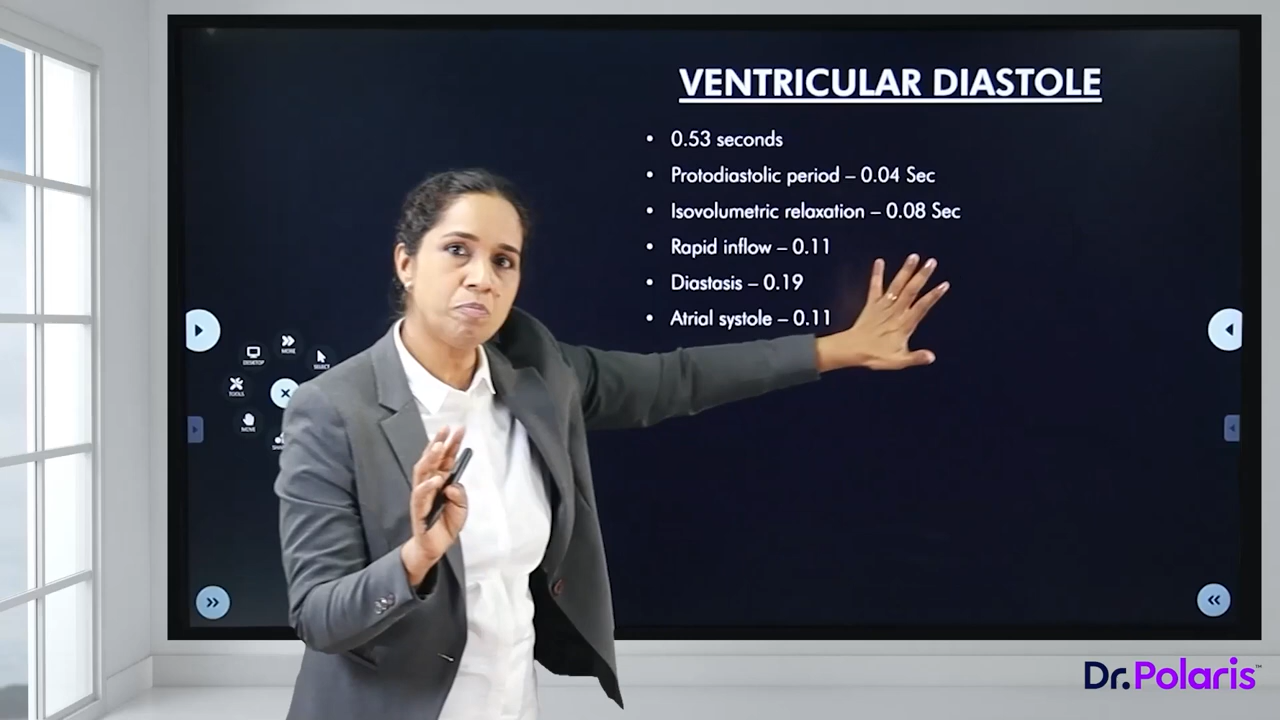 VENTRICULAR DIASTOLE
• 0.53 seconds
• Protodiastolic period – 0.04 Sec
• Isovolumetric relaxation – 0.08 Sec
• Rapid inflow – 0.11
• Diastasis – 0.19
• Atrial systole – 0.11
MORE
DESKTOP
SELECT
TOOLS
MOVE
Dr.Polaris™